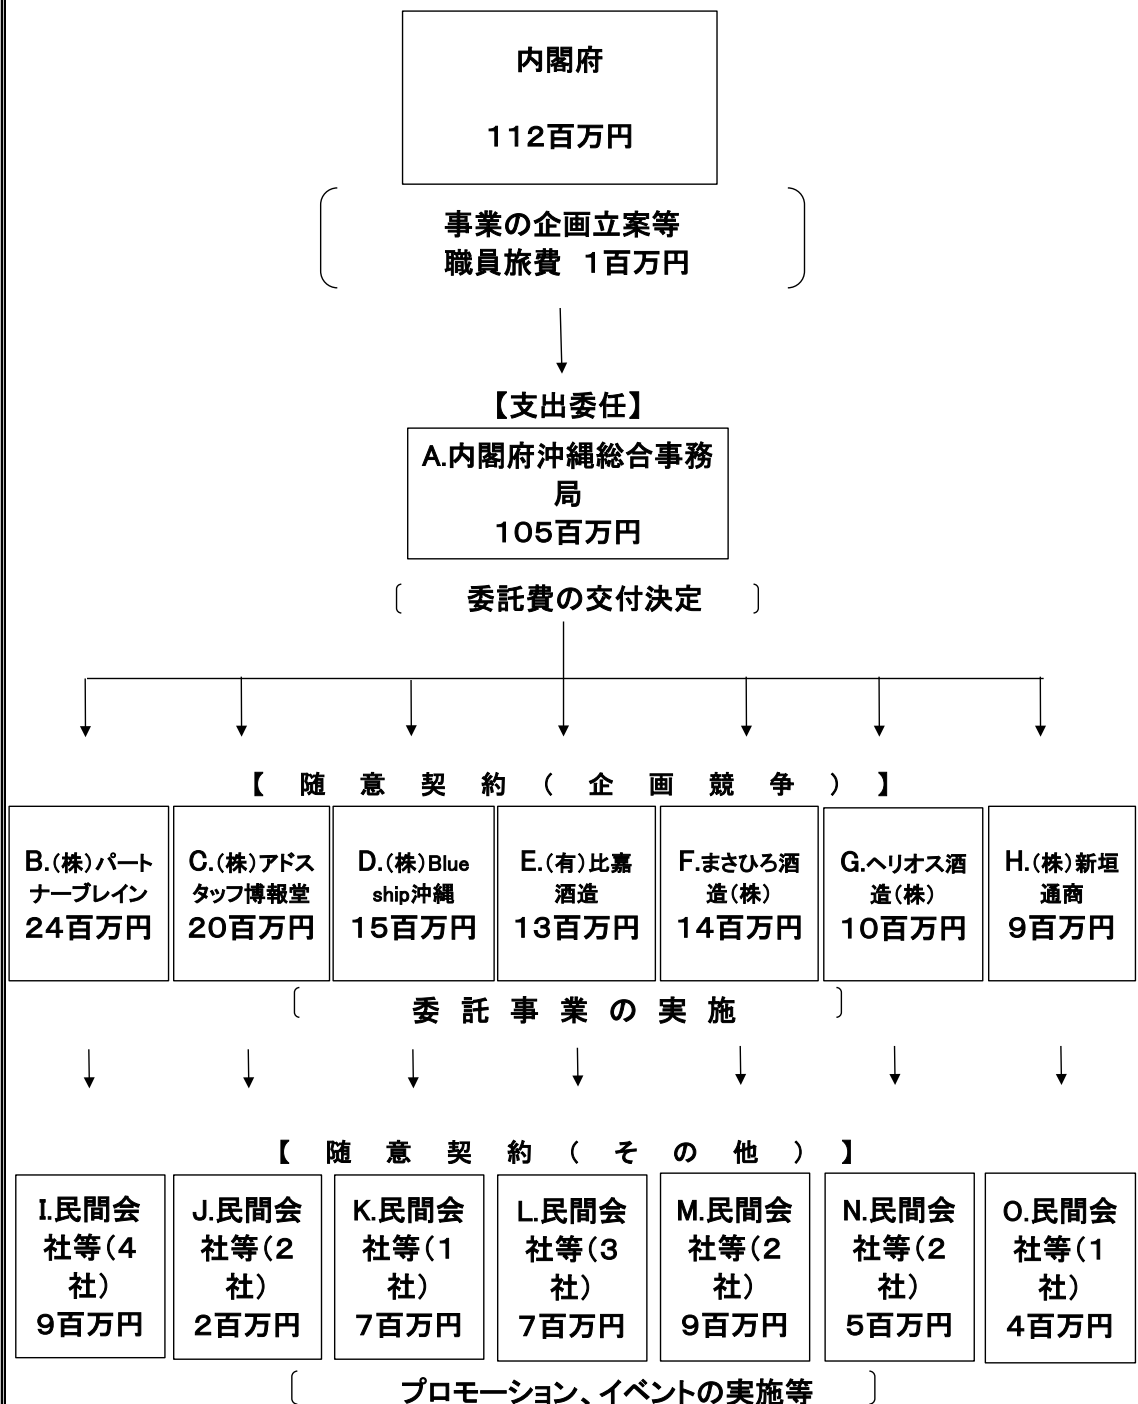 内閣府
112百万円
事業の企画立案等
職員旅費　1百万円
【支出委任】
A.内閣府沖縄総合事務
局
105百万円
委託費の交付決定
【　随　意　契　約　（　企　画　競　争　）　】
B.（株）パート
ナーブレイン
24百万円
C.（株）アドス
タッフ博報堂
20百万円
D.（株）Blue
ship沖縄
15百万円
E.（有）比嘉
酒造
13百万円
F.まさひろ酒
造（株）
14百万円
G.ヘリオス酒
造（株）
10百万円
H.（株）新垣
通商
9百万円
委　託　事　業　の　実　施
【　随　意　契　約　（　そ　の　他　）　】
I.民間会
社等（4
社）
9百万円
J.民間会
社等（2
社）
2百万円
K.民間会
社等（1
社）
7百万円
L.民間会
社等（3
社）
7百万円
M.民間会
社等（2
社）
9百万円
N.民間会
社等（2
社）
5百万円
O.民間会
社等（1
社）
4百万円
プロモーション、イベントの実施等